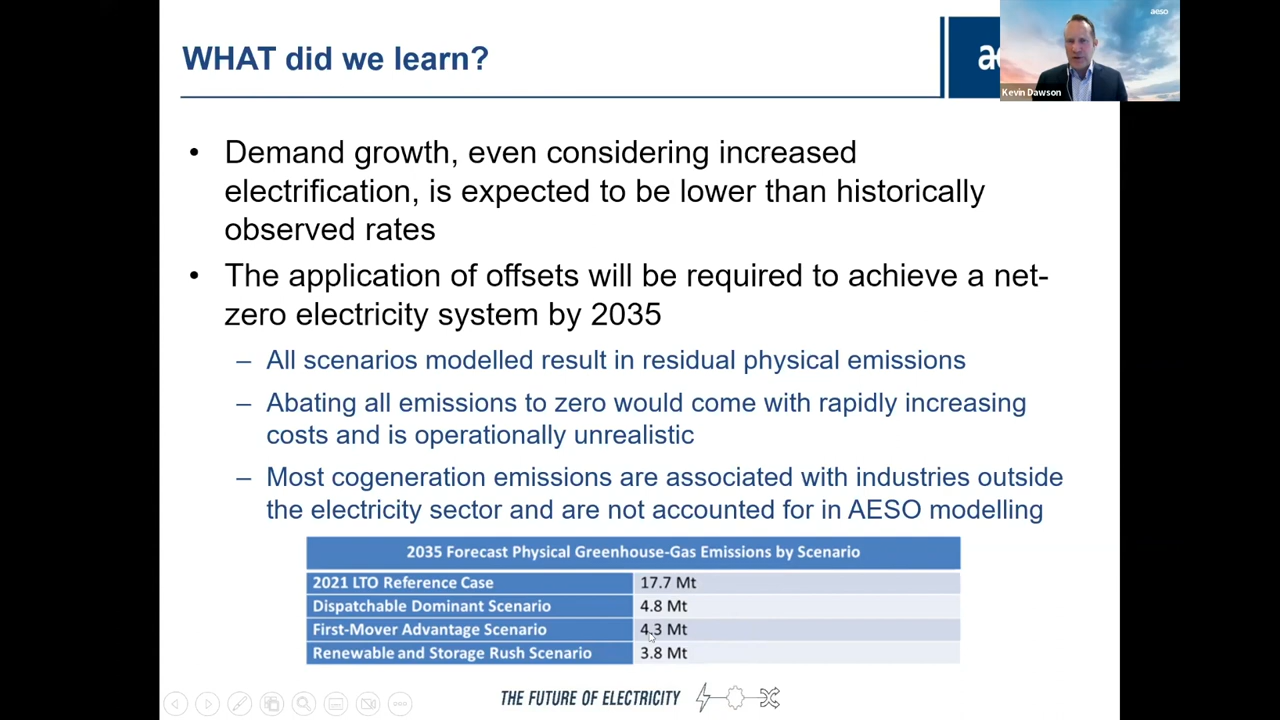 WHAT did we learn?
aeso
Kevin Dawson
• Demand growth, even considering increased
electrification, is expected to be lower than historically
observed rates
• The application of offsets will be required to achieve a net-
zero electricity system by 2035
– All scenarios modelled result in residual physical emissions
– Abating all emissions to zero would come with rapidly increasing
costs and is operationally unrealistic
– Most cogeneration emissions are associated with industries outside
the electricity sector and are not accounted for in AESO modelling
2035 Forecast Physical Greenhouse-Gas Emissions by Scenario
2021 LTO Reference Case 17.7 Mt
Dispatchable Dominant Scenario 4.8 Mt
First-Mover Advantage Scenario 4.3 Mt
Renewable and Storage Rush Scenario 3.8 Mt
THE FUTURE OF ELECTRICITY